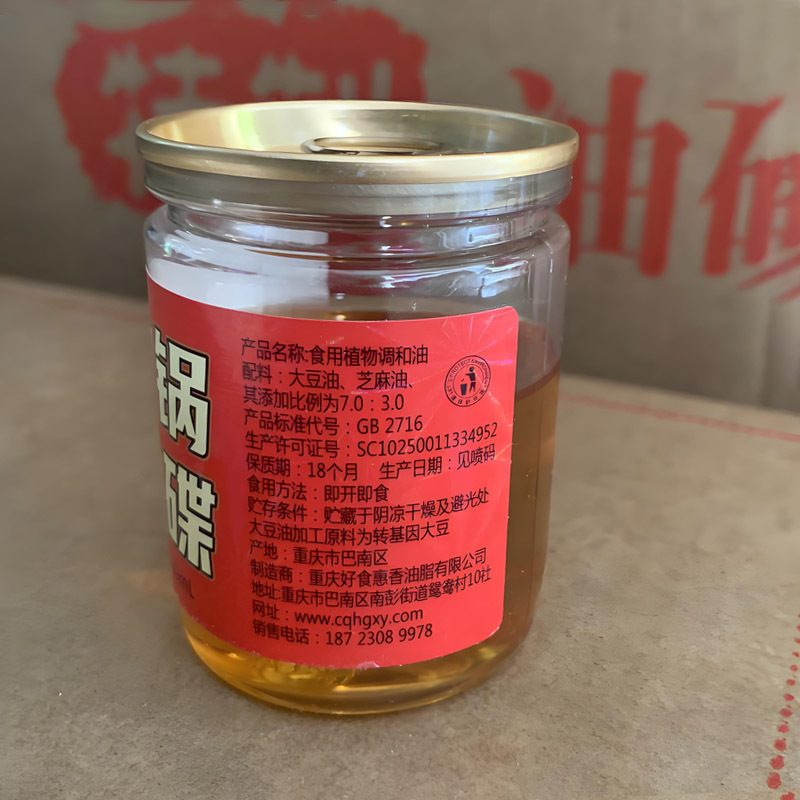 油碟
锅
碟
产品名称:食用植物调和油
配料：大豆油、芝麻油、
其添加比例为7.0：3.0
产品标准代号：GB 2716
生产许可证号：SC10250011334952
保质期：18个月 生产日期：见喷码
食用方法：即开即食
贮存条件：贮藏于阴凉干燥及避光处
大豆油加工原料为转基因大豆
产地：重庆市巴南区
制造商：重庆好食惠香油脂有限公司
地址:重庆市巴南区南彭街道鸳鸯村10社
网址：www.cqhgxy.com
销售电话：187 2308 9978